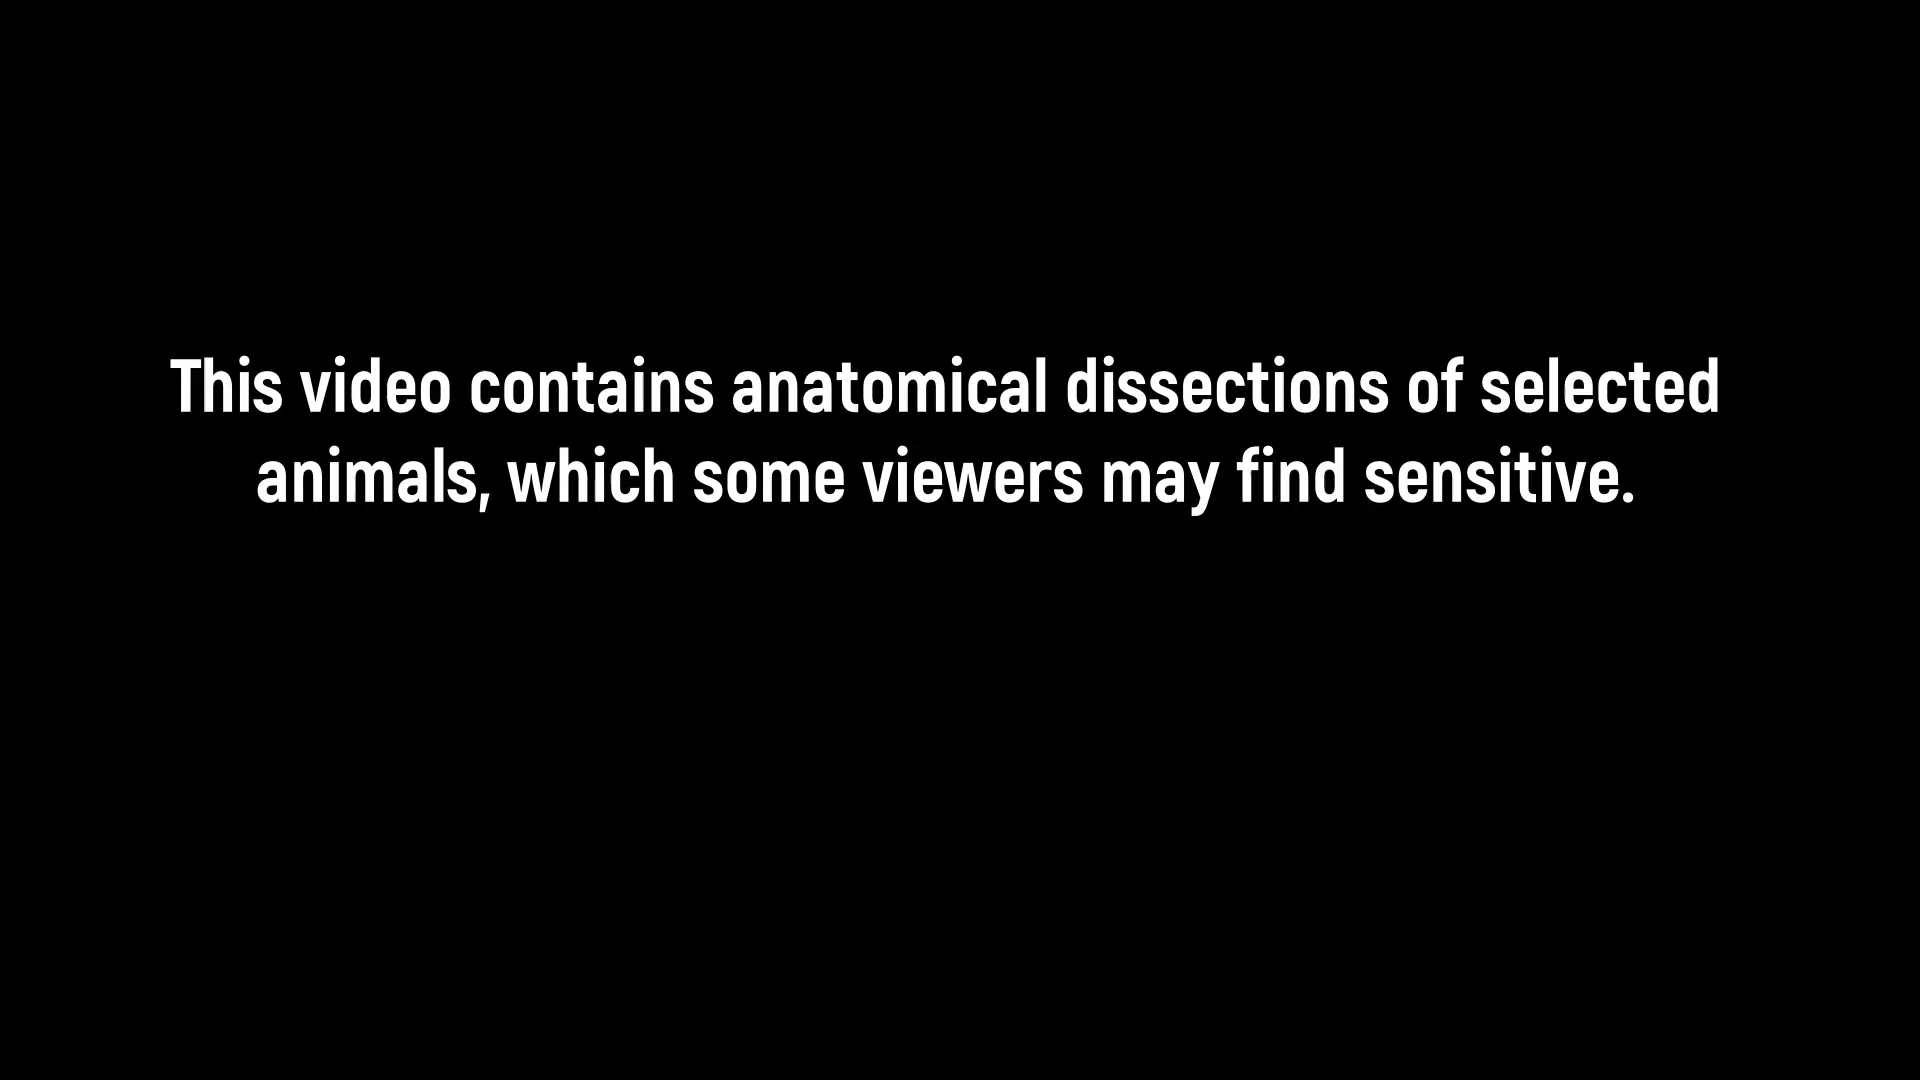 This video contains anatomical dissections of selected
animals, which some viewers may find sensitive.